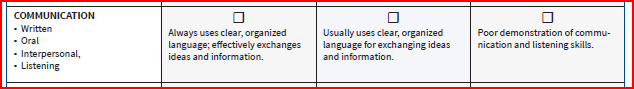 COMMUNICATION
• Written
• Oral
• Interpersonal,
• Listening
☐
Always uses clear, organized
language; effectively exchanges
ideas and information.
☐
Usually uses clear, organized
language for exchanging ideas
and information.
☐
Poor demonstration of commu-
nication and listening skills.